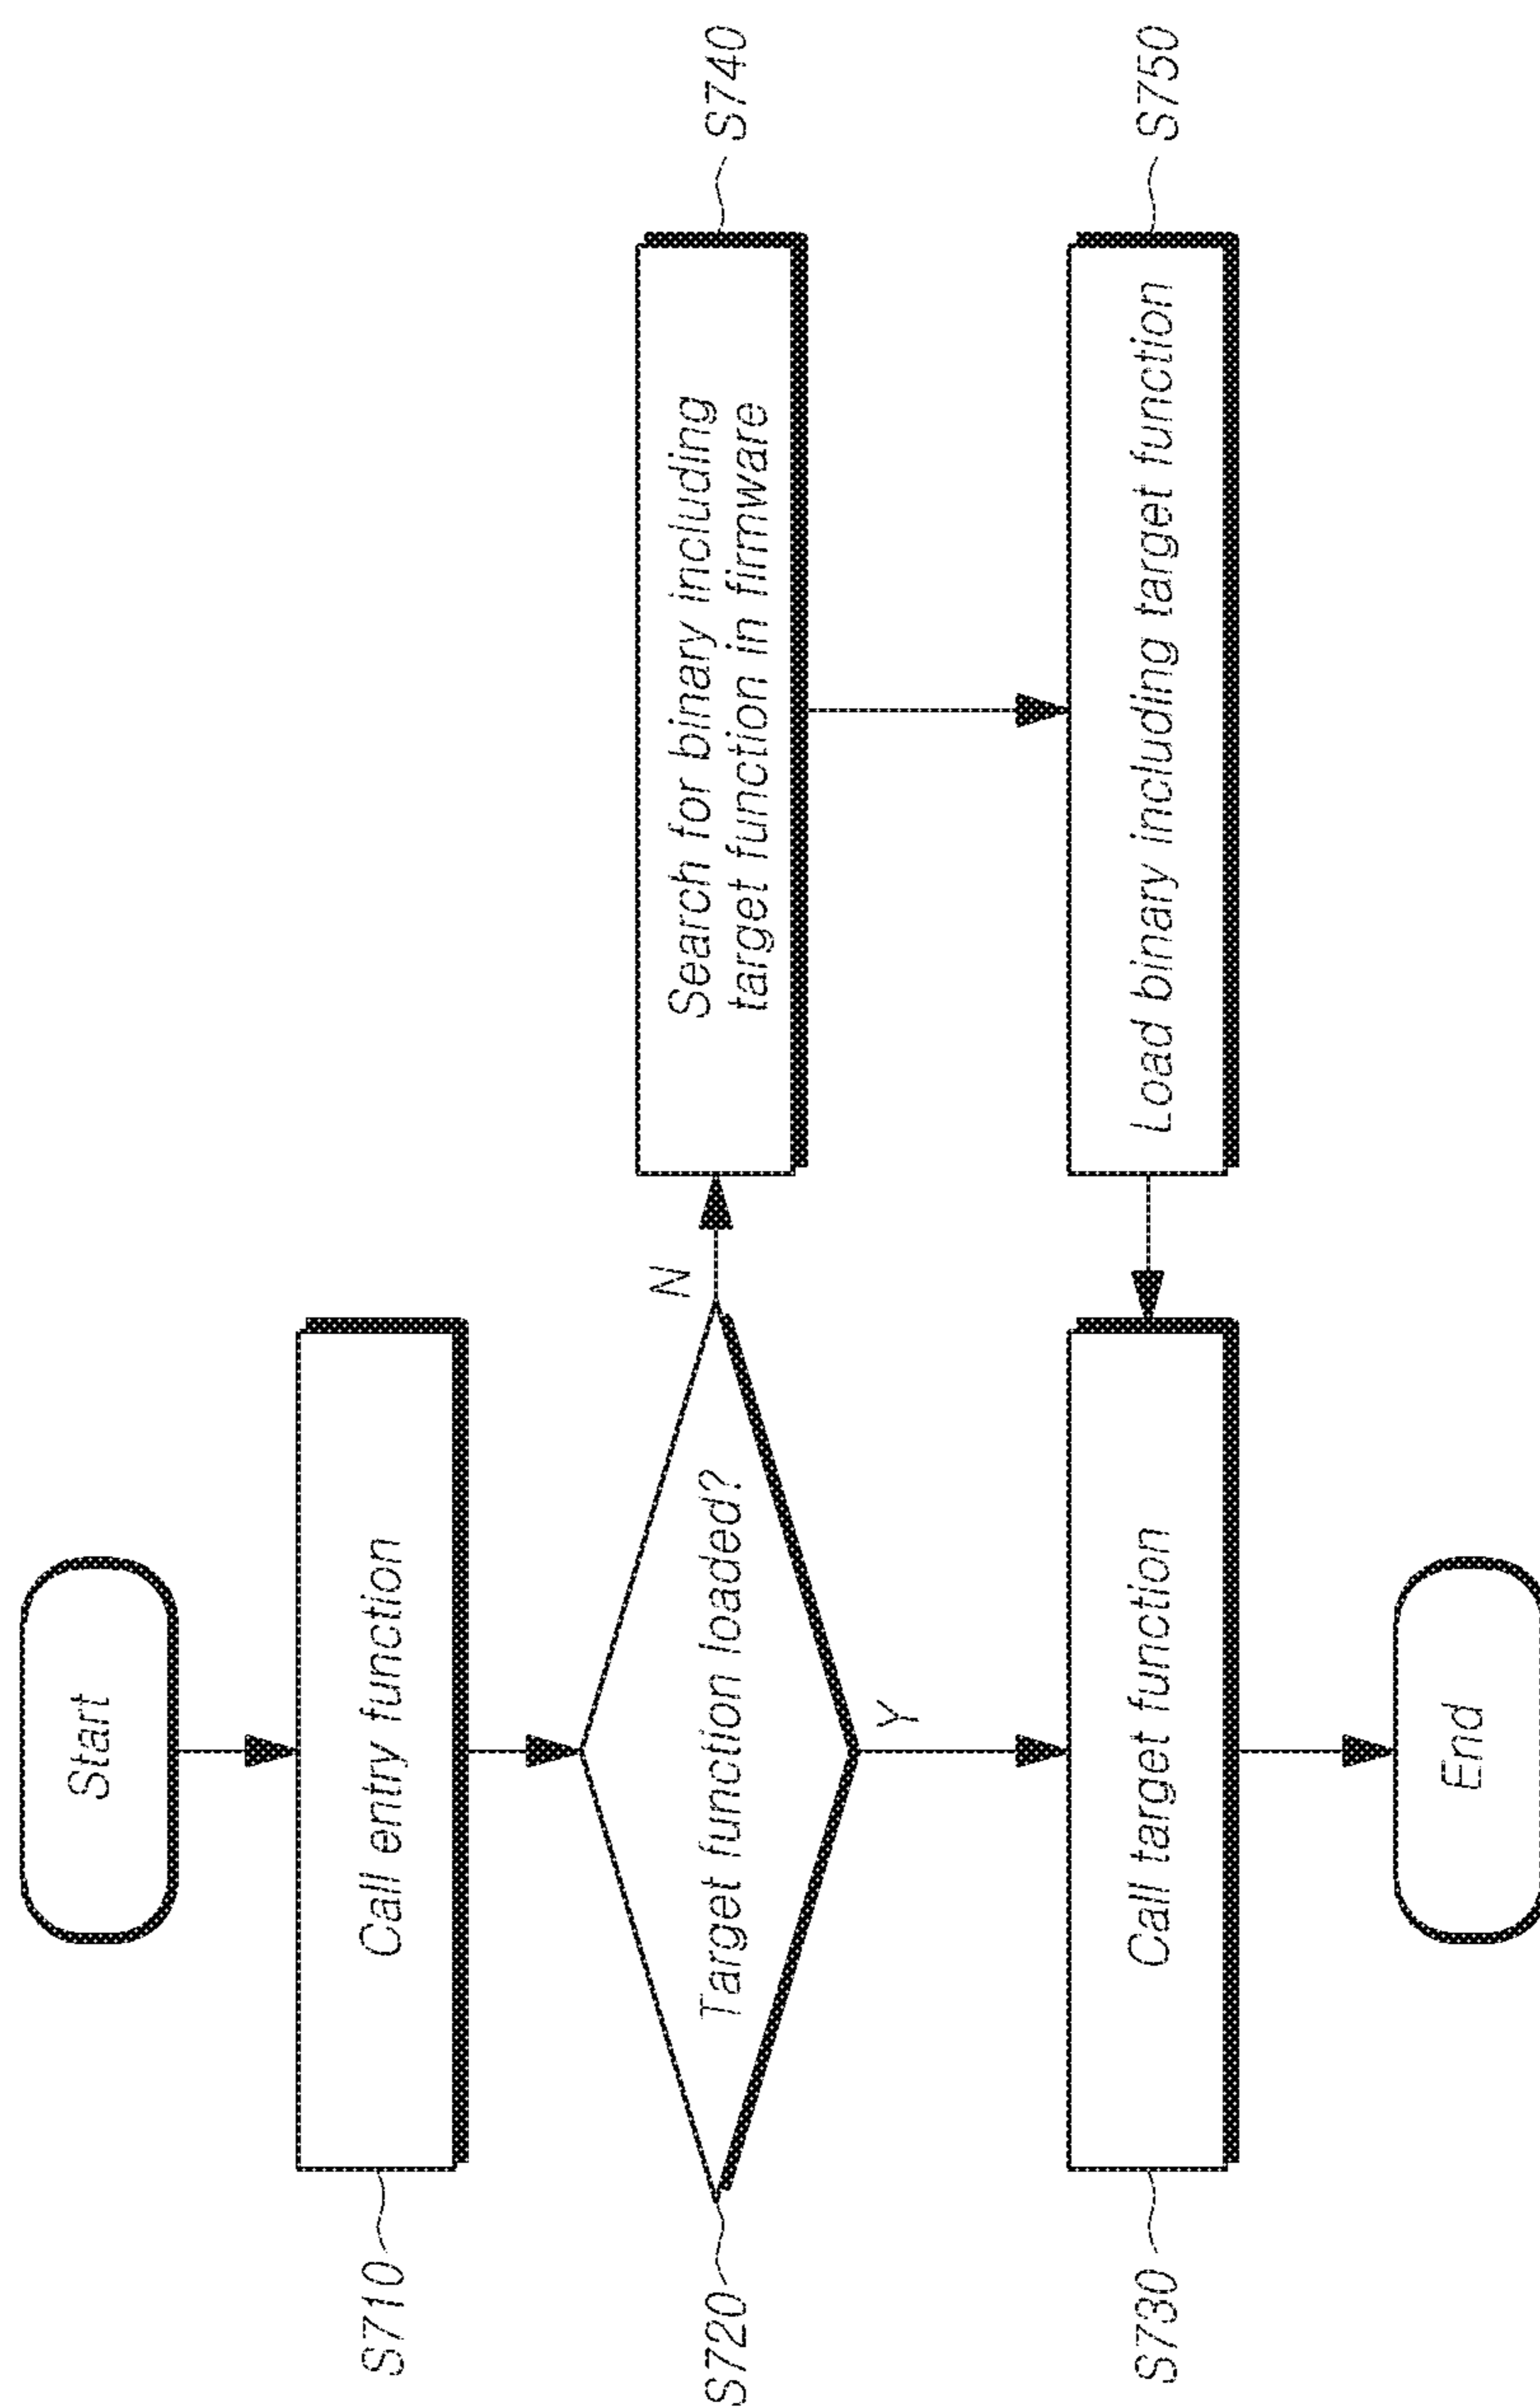 Start
S710
Call entry function
S720
Target function loaded?
N
Y
Search for binary including
target function in firmware
S740
S730
Call target function
Load binary including target function
S750
End